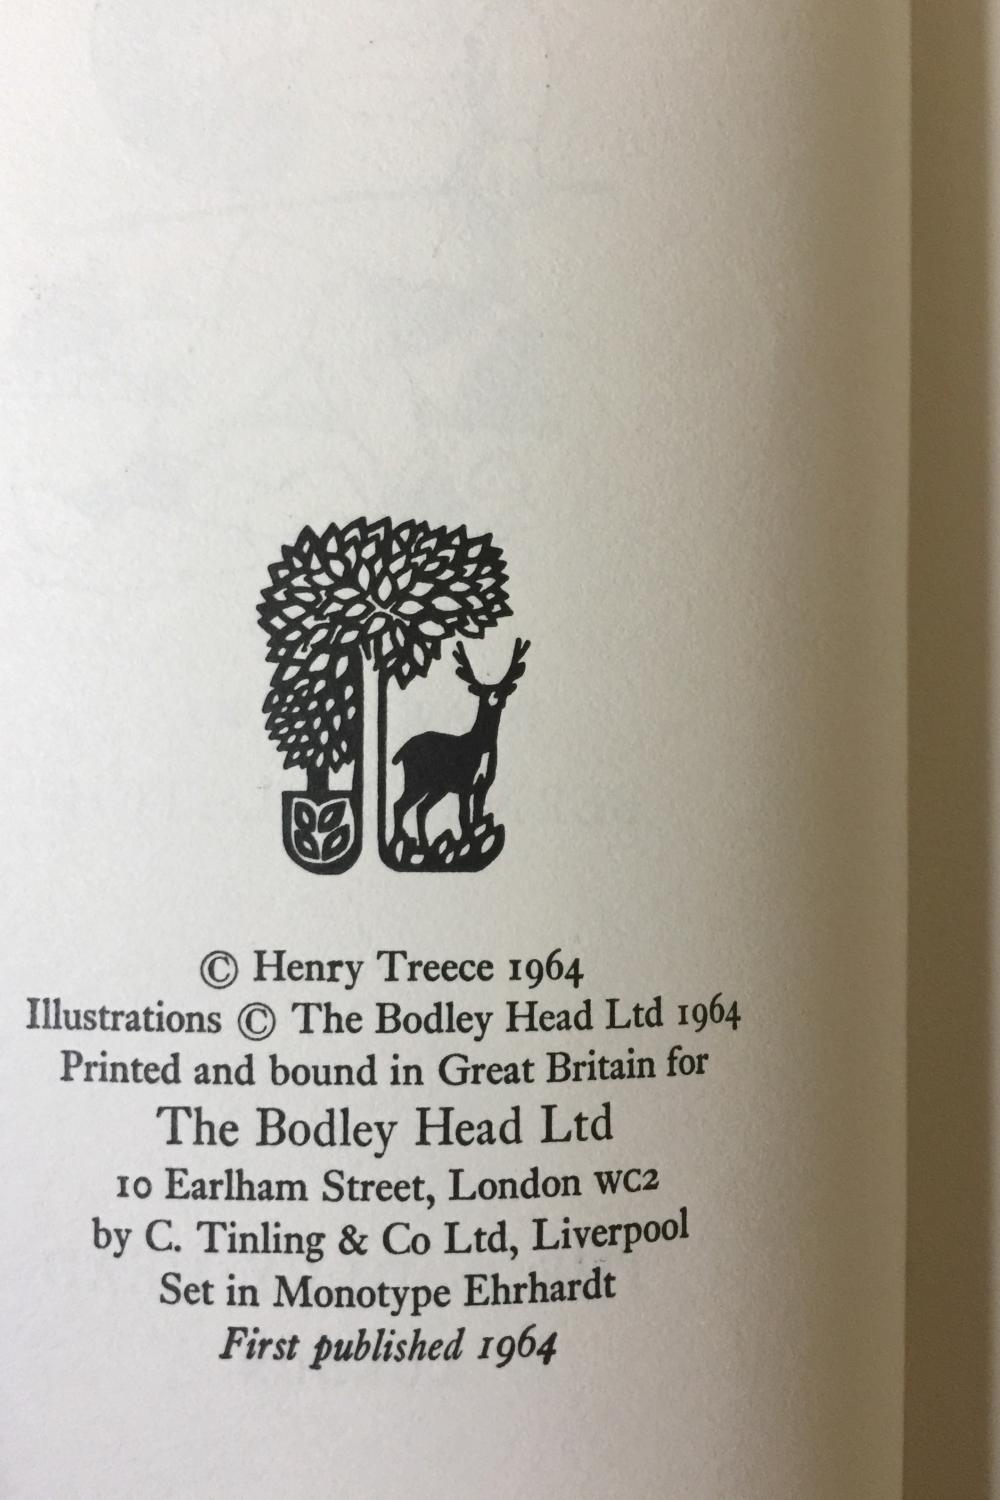 © Henry Treece 1964
Illustrations © The Bodley Head Ltd 1964
Printed and bound in Great Britain for
The Bodley Head Ltd
10 Earlham Street, London WC2
by C. Tinling & Co Ltd, Liverpool
Set in Monotype Ehrhardt
First published 1964